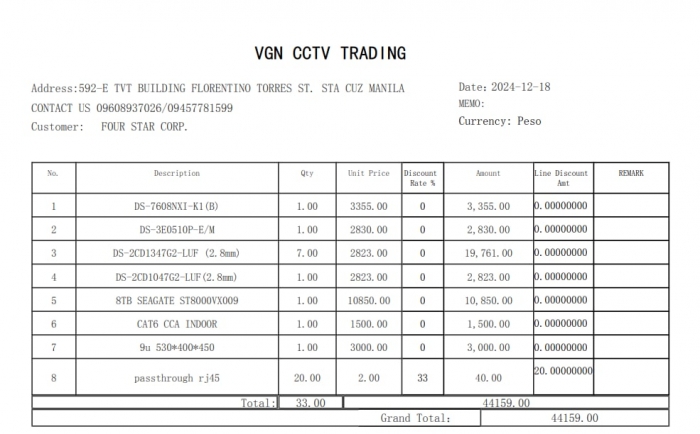 VGN CCTV TRADING
Address:592-E TVT BUILDING FLORENTINO TORRES ST. STA CUZ MANILA
Date: 2024-12-18
CONTACT US 09608937026/09457781599
MEMO:
Customer: FOUR STAR CORP.
Currency: Peso
No. Description Qty Unit Price Discount Rate % Amount Line Discount Amt REMARK
1 DS-7608NXI-K1(B) 1.00 3355.00 0 3,355.00 0.00000000
2 DS-3E0510P-E/M 1.00 2830.00 0 2,830.00 0.00000000
3 DS-2CD1347G2-LUF (2.8mm) 7.00 2823.00 0 19,761.00 0.00000000
4 DS-2CD1047G2-LUF(2.8mm) 1.00 2823.00 0 2,823.00 0.00000000
5 8TB SEAGATE ST8000VX009 1.00 10850.00 0 10,850.00 0.00000000
6 CAT6 CCA INDOOR 1.00 1500.00 0 1,500.00 0.00000000
7 9u 530*400*450 1.00 3000.00 0 3,000.00 0.00000000
8 passthrough rj45 20.00 2.00 33 40.00 20.00000000
Total: 33.00 44159.00
Grand Total: 44159.00